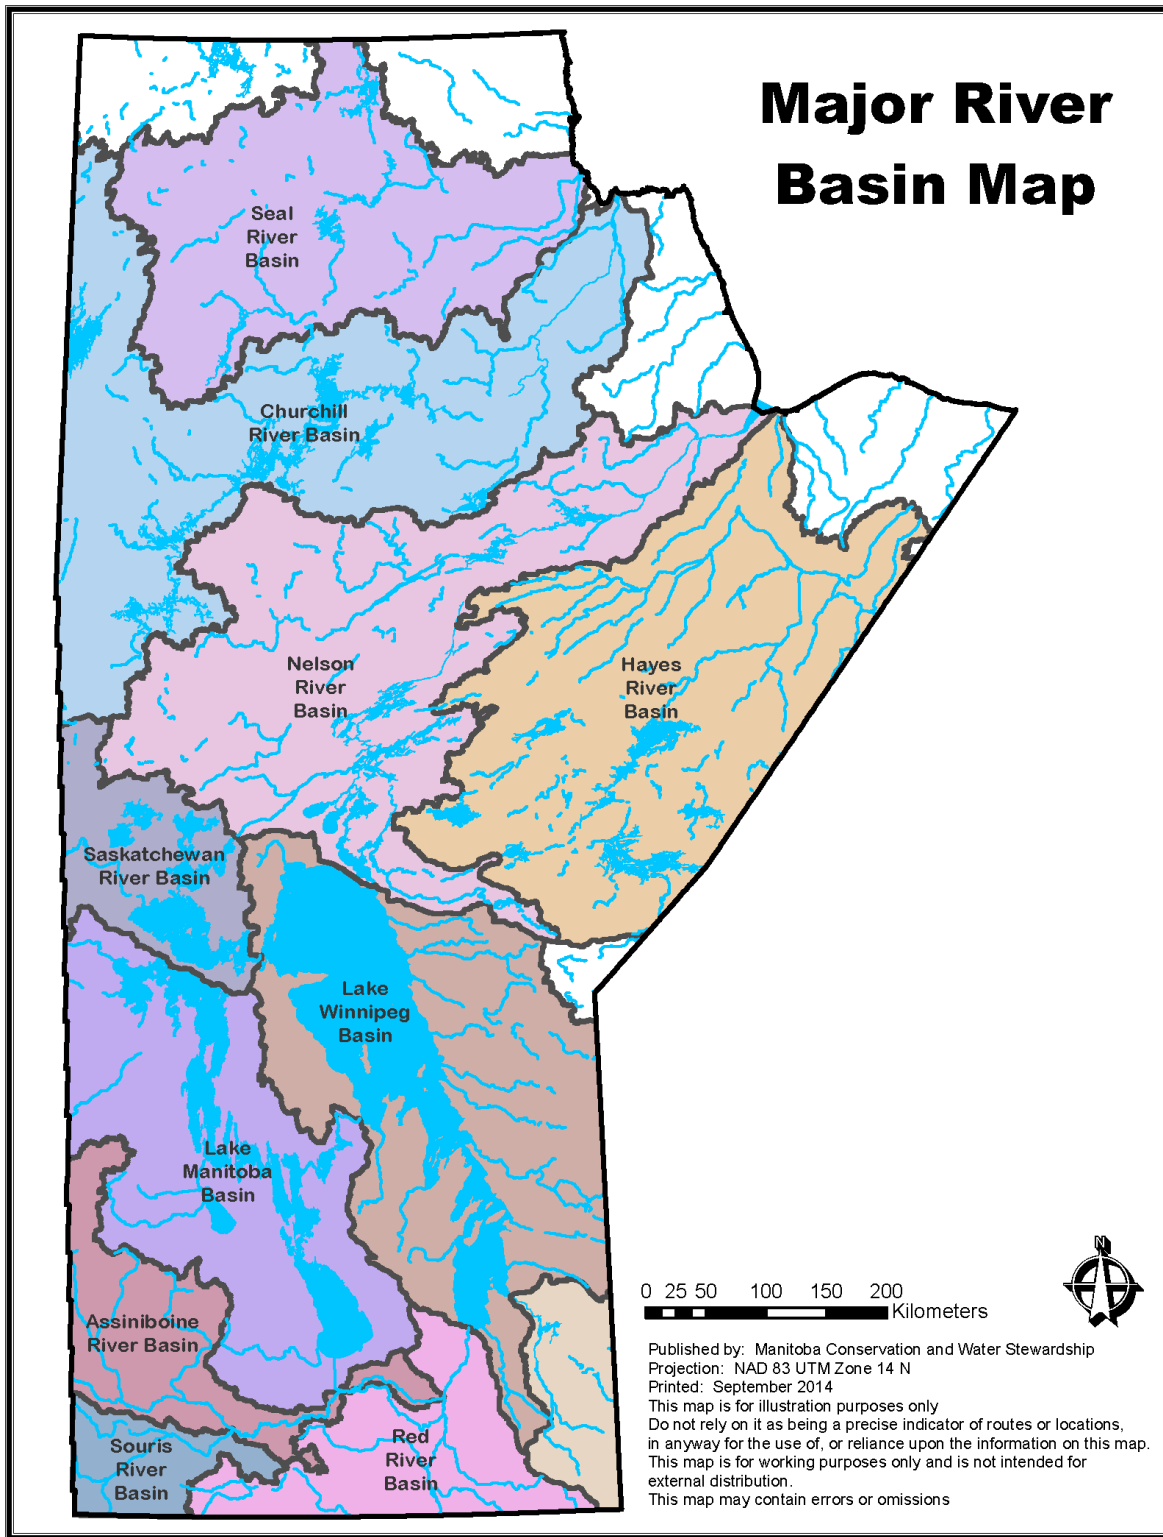 Major River
Basin Map
Seal
River
Basin
Churchill
River Basin
Nelson
River
Basin
Hayes
River
Basin
Saskatchewan
River Basin
Lake
Winnipeg
Basin
Lake
Manitoba
Basin
Assiniboine
River Basin
Souris
River
Basin
Red
River
Basin
N
0 25 50 100 150 200
Kilometers
Published by: Manitoba Conservation and Water Stewardship
Projection: NAD 83 UTM Zone 14 N
Printed: September 2014
This map is for illustration purposes only
Do not rely on it as being a precise indicator of routes or locations,
in anyway for the use of, or reliance upon the information on this map.
This map is for working purposes only and is not intended for
external distribution.
This map may contain errors or omissions